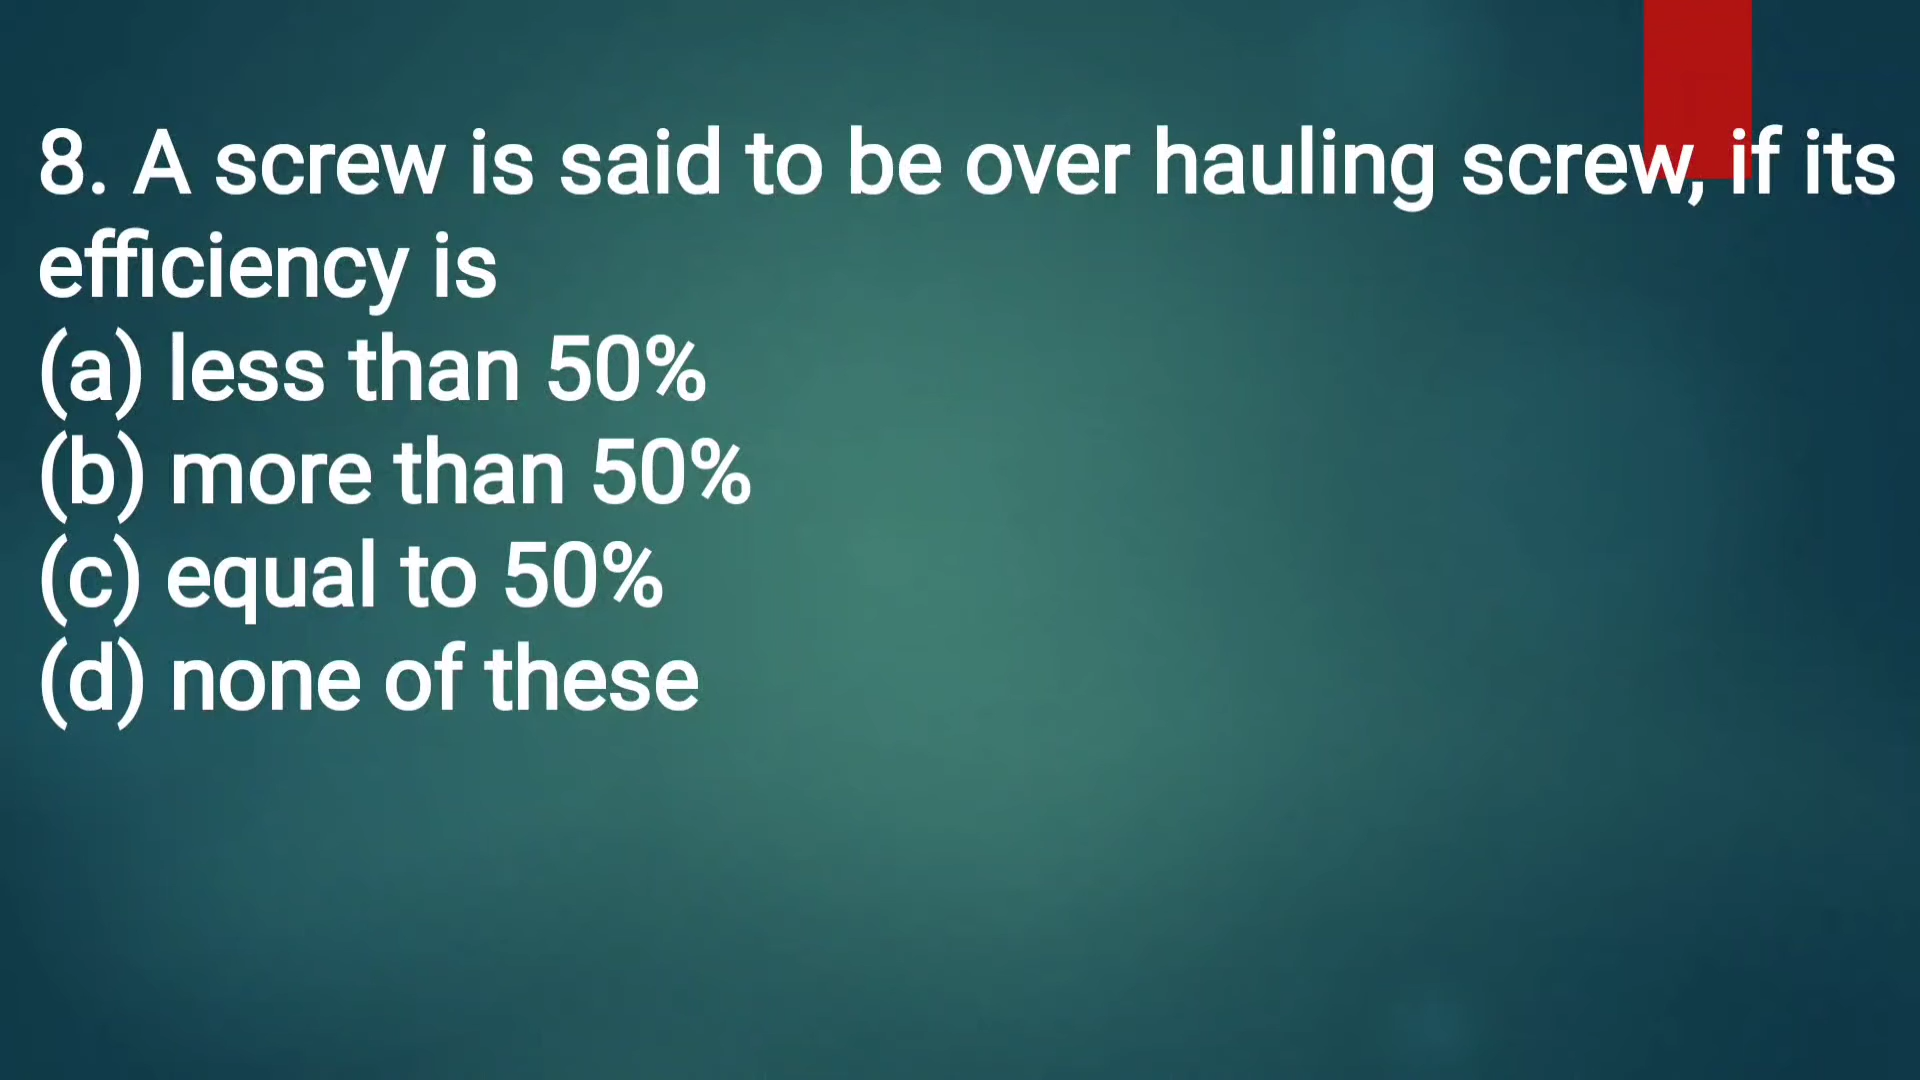 8. A screw is said to be over hauling screw, if its
efficiency is
(a) less than 50%
(b) more than 50%
(c) equal to 50%
(d) none of these